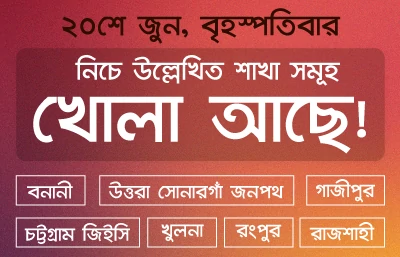 ২০শে জুন, বৃহস্পতিবার
নিচে উল্লেখিত শাখা সমূহ
খোলা আছে!
বনানী উত্তরা সোনারগাঁ জনপথ গাজীপুর
চট্টগ্রাম জিইসি খুলনা রংপুর রাজশাহী